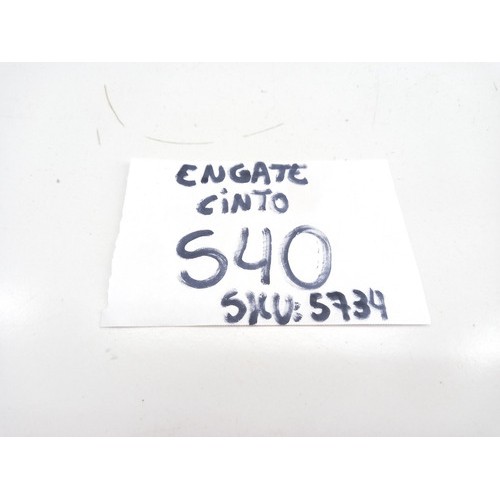 ENGATE
CINTO
S40
SKU: 5734